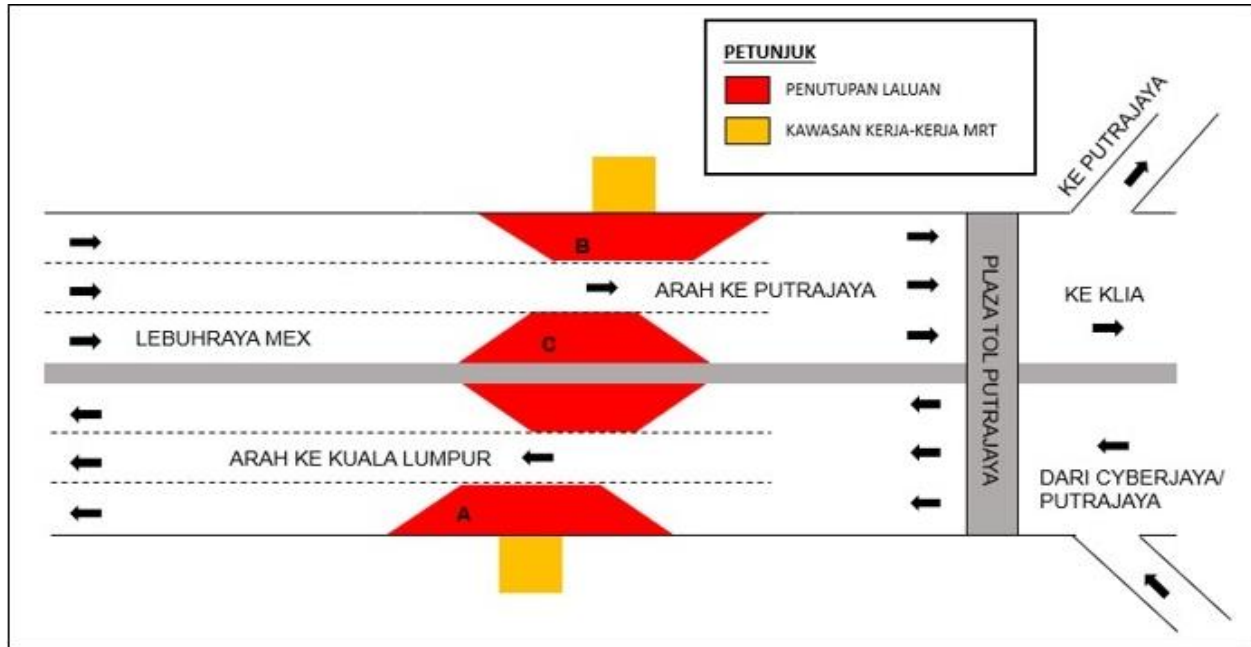 PETUNJUK
PENUTUPAN LALUAN
KAWASAN KERJA-KERJA MRT
KE PUTRAJAYA
B
ARAH KE PUTRAJAYA
PLAZA TOL PUTRAJAYA
KE KLIA
LEBUHRAYA MEX
C
ARAH KE KUALA LUMPUR
DARI CYBERJAYA/
PUTRAJAYA
A